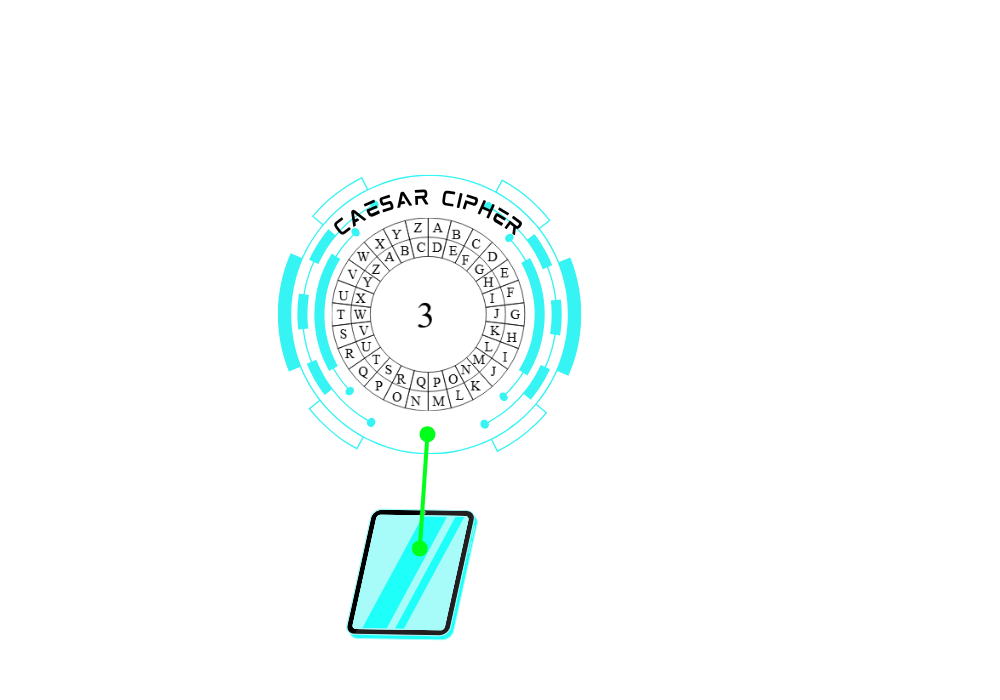 CAESAR CIPHER
A B C D E F G H I J K L M N O P Q R S T U V W X Y Z
D E F G H I J K L M N O P Q R S T U V W X Y Z A B C
3